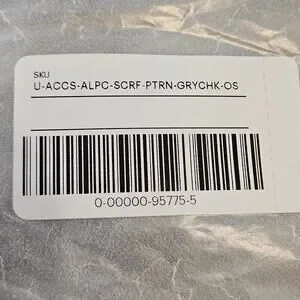 SKU
U-ACCS-ALPC-SCRF-PTRN-GRYCHK-OS
0-00000-95775-5